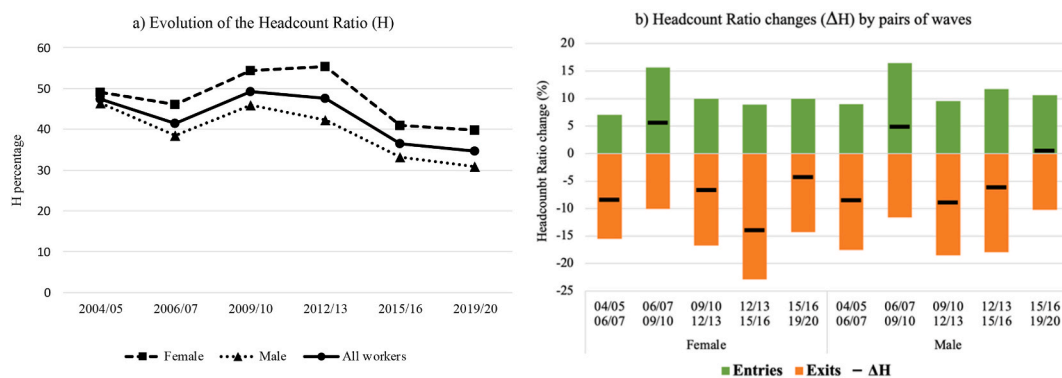 a) Evolution of the Headcount Ratio (H)
H percentage
60
50
40
30
20
10
0
2004/05 2006/07 2009/10 2012/13 2015/16 2019/20
Female Male All workers
b) Headcount Ratio changes (ΔH) by pairs of waves
Headcounbt Ratio change (%)
20
15
10
5
0
-5
-10
-15
-20
-25
04/05 06/07 09/10 12/13 15/16 04/05 06/07 09/10 12/13 15/16
06/07 09/10 12/13 15/16 19/20 06/07 09/10 12/13 15/16 19/20
Female Male
Entries Exits ΔH